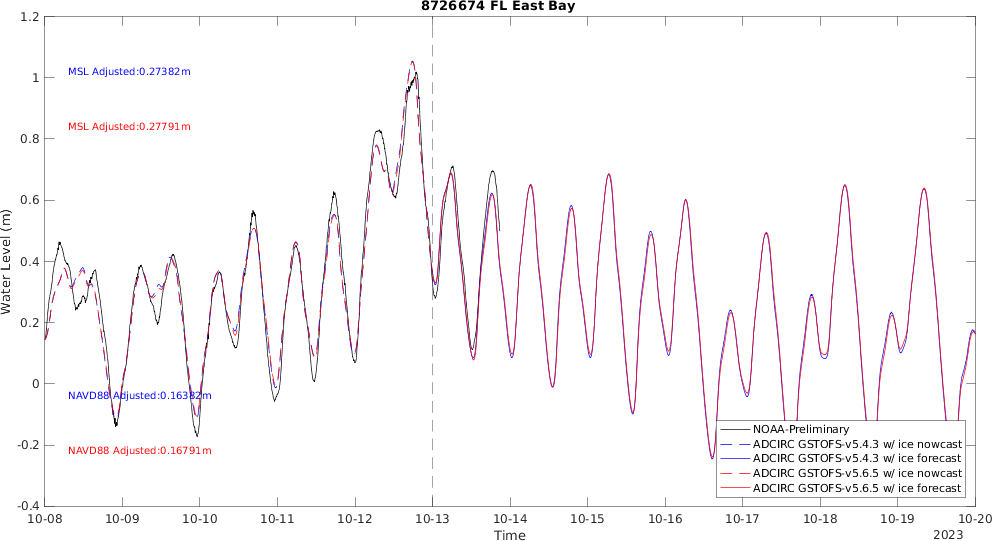 8726674 FL East Bay
1.2
1
0.8
0.6
0.4
0.2
0
-0.2
-0.4
Water Level (m)
MSL Adjusted:0.27382m
MSL Adjusted:0.27791m
NAVD88 Adjusted:0.16382m
NAVD88 Adjusted:0.16791m
NOAA-Preliminary
ADCIRC GSTOFS-v5.4.3 w/ ice nowcast
ADCIRC GSTOFS-v5.4.3 w/ ice forecast
ADCIRC GSTOFS-v5.6.5 w/ ice nowcast
ADCIRC GSTOFS-v5.6.5 w/ ice forecast
10-08 10-09 10-10 10-11 10-12 10-13 10-14 10-15 10-16 10-17 10-18 10-19 10-20
Time
2023